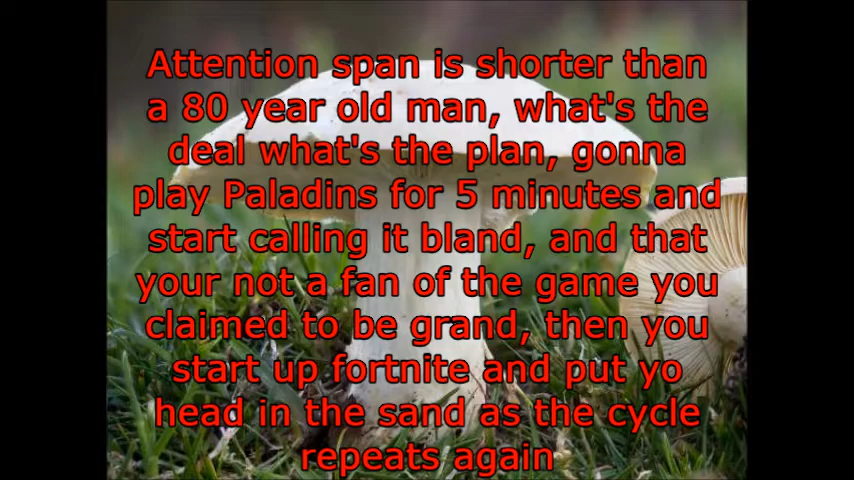 Attention span is shorter than
a 80 year old man, what's the
deal what's the plan, gonna
play Paladins for 5 minutes and
start calling it bland, and that
your not a fan of the game you
claimed to be grand, then you
start up fortnite and put yo
head in the sand as the cycle
repeats again